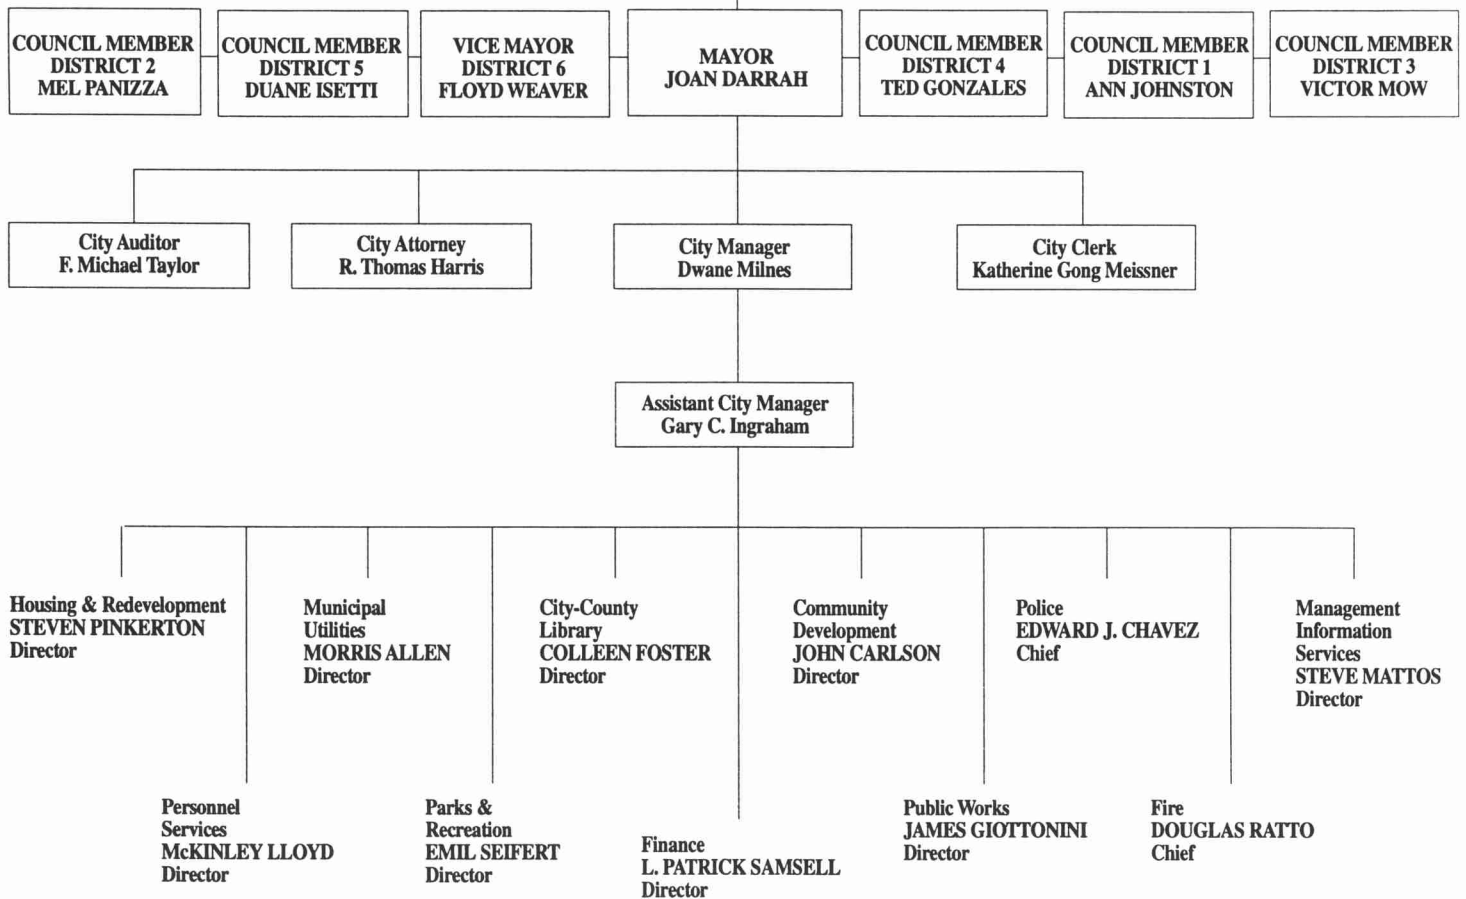 COUNCIL MEMBER
DISTRICT 2
MEL PANIZZA
COUNCIL MEMBER
DISTRICT 5
DUANE ISETTI
VICE MAYOR
DISTRICT 6
FLOYD WEAVER
MAYOR
JOAN DARRAH
COUNCIL MEMBER
DISTRICT 4
TED GONZALES
COUNCIL MEMBER
DISTRICT 1
ANN JOHNSTON
COUNCIL MEMBER
DISTRICT 3
VICTOR MOW
City Auditor
F. Michael Taylor
City Attorney
R. Thomas Harris
City Manager
Dwane Milnes
City Clerk
Katherine Gong Meissner
Assistant City Manager
Gary C. Ingraham
Housing & Redevelopment
STEVEN PINKERTON
Director
Municipal
Utilities
MORRIS ALLEN
Director
City-County
Library
COLLEEN FOSTER
Director
Community
Development
JOHN CARLSON
Director
Police
EDWARD J. CHAVEZ
Chief
Management
Information
Services
STEVE MATTOS
Director
Personnel
Services
McKINLEY LLOYD
Director
Parks &
Recreation
EMIL SEIFERT
Director
Finance
L. PATRICK SAMSELL
Director
Public Works
JAMES GIOTTONINI
Director
Fire
DOUGLAS RATTO
Chief